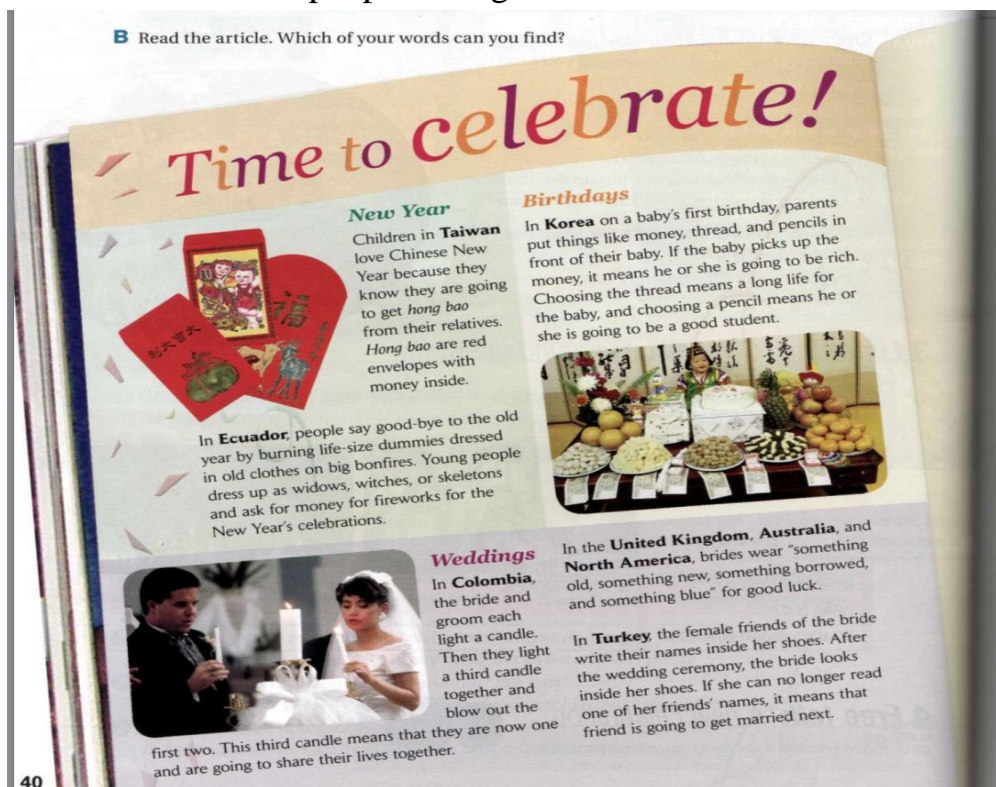 B Read the article. Which of your words can you find?
Time to celebrate!
New Year
Children in Taiwan
love Chinese New
Year because they
know they are going
to get hong bao
from their relatives.
Hong bao are red
envelopes with
money inside.
In Ecuador, people say good-bye to the old
year by burning life-size dummies dressed
in old clothes on big bonfires. Young people
dress up as widows, witches, or skeletons
and ask for money for fireworks for the
New Year's celebrations.
Birthdays
In Korea on a baby's first birthday, parents
put things like money, thread, and pencils in
front of their baby. If the baby picks up the
money, it means he or she is going to be rich.
Choosing the thread means a long life for
the baby, and choosing a pencil means he or
she is going to be a good student.
福
大吉大利
Weddings
In Colombia,
the bride and
groom each
light a candle.
Then they light
a third candle
together and
blow out the
first two. This third candle means that they are now one
and are going to share their lives together.
In the United Kingdom, Australia, and
North America, brides wear "something
old, something new, something borrowed,
and something blue" for good luck.
In Turkey, the female friends of the bride
write their names inside her shoes. After
the wedding ceremony, the bride looks
inside her shoes. If she can no longer read
one of her friends' names, it means that
friend is going to get married next.
40